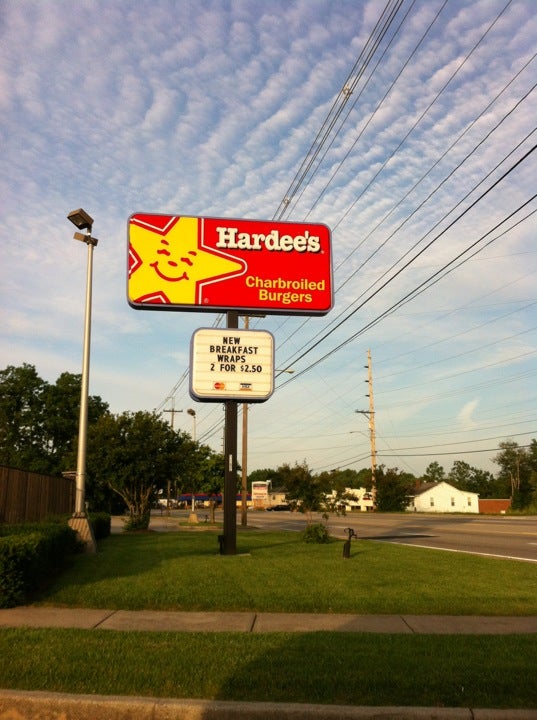 Hardee's
Charbroiled
Burgers
NEW
BREAKFAST
WRAPS
2 FOR $2.50